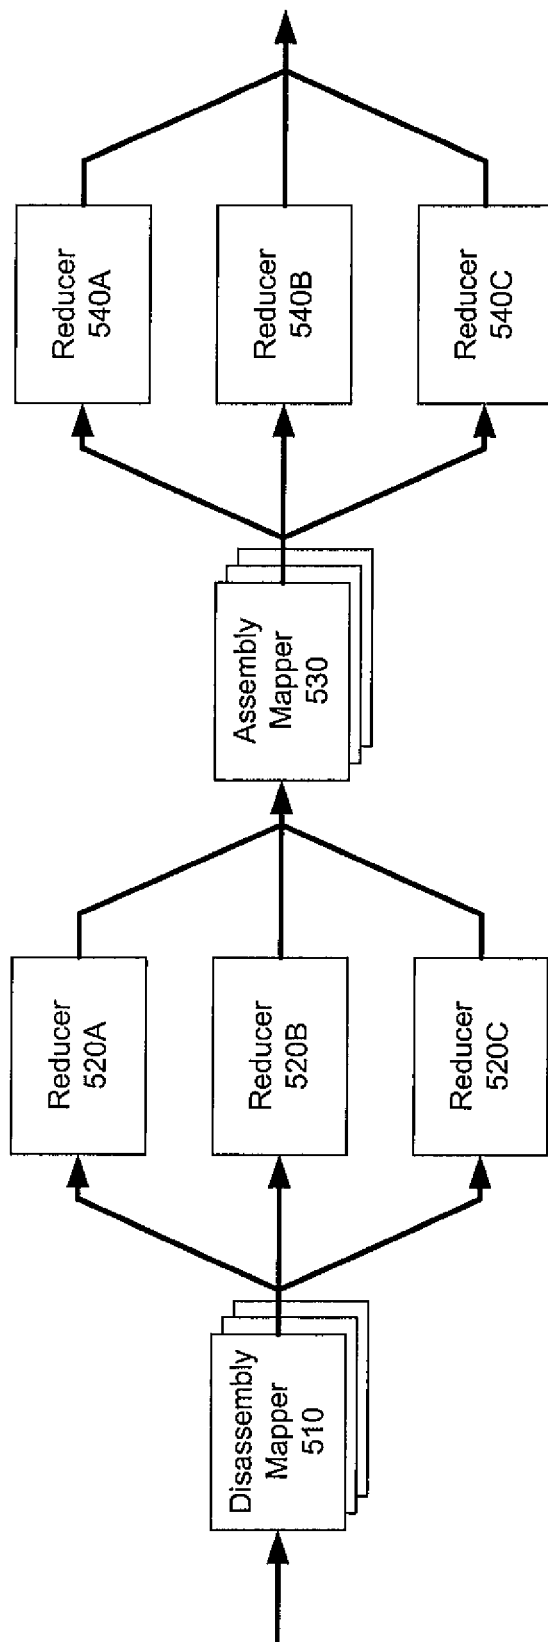 Disassembly
Mapper
510
Reducer
520A
Reducer
520B
Reducer
520C
Assembly
Mapper
530
Reducer
540A
Reducer
540B
Reducer
540C